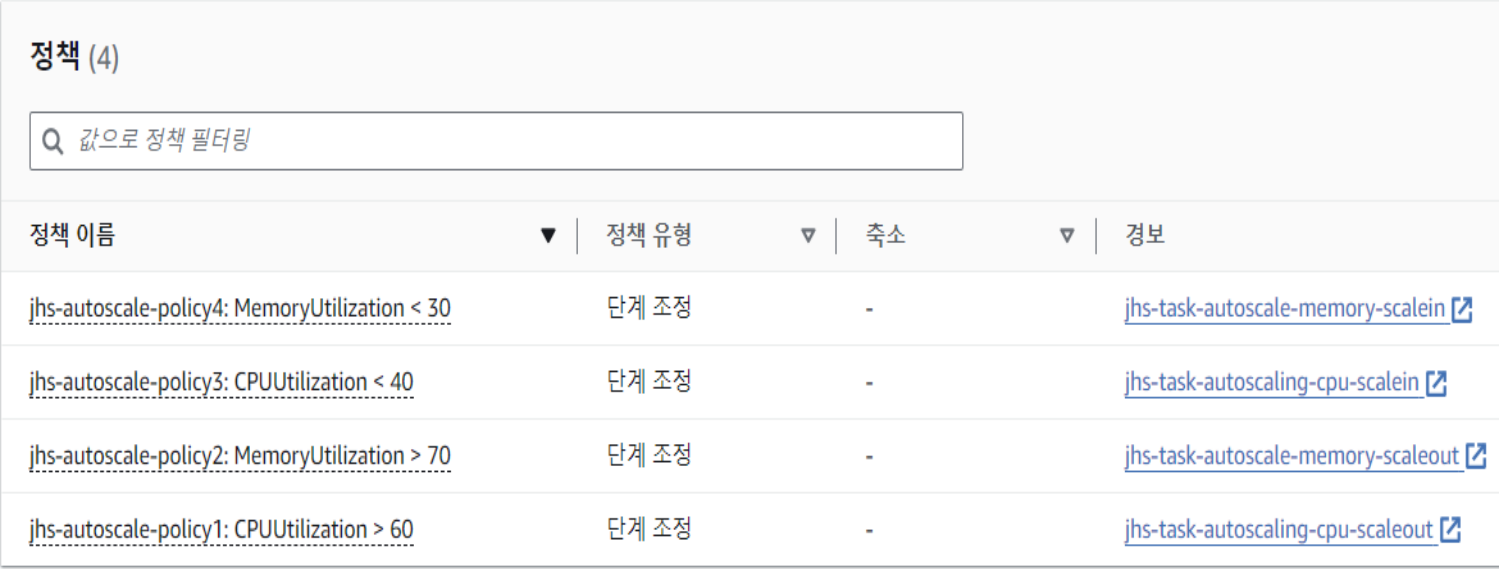 정책 (4)
값으로 정책 필터링
정책 이름 정책 유형 축소 경보
jhs-autoscale-policy4: MemoryUtilization < 30 단계 조정 - jhs-task-autoscale-memory-scalein
jhs-autoscale-policy3: CPUUtilization < 40 단계 조정 - jhs-task-autoscaling-cpu-scalein
jhs-autoscale-policy2: MemoryUtilization > 70 단계 조정 - jhs-task-autoscale-memory-scaleout
jhs-autoscale-policy1: CPUUtilization > 60 단계 조정 - jhs-task-autoscaling-cpu-scaleout